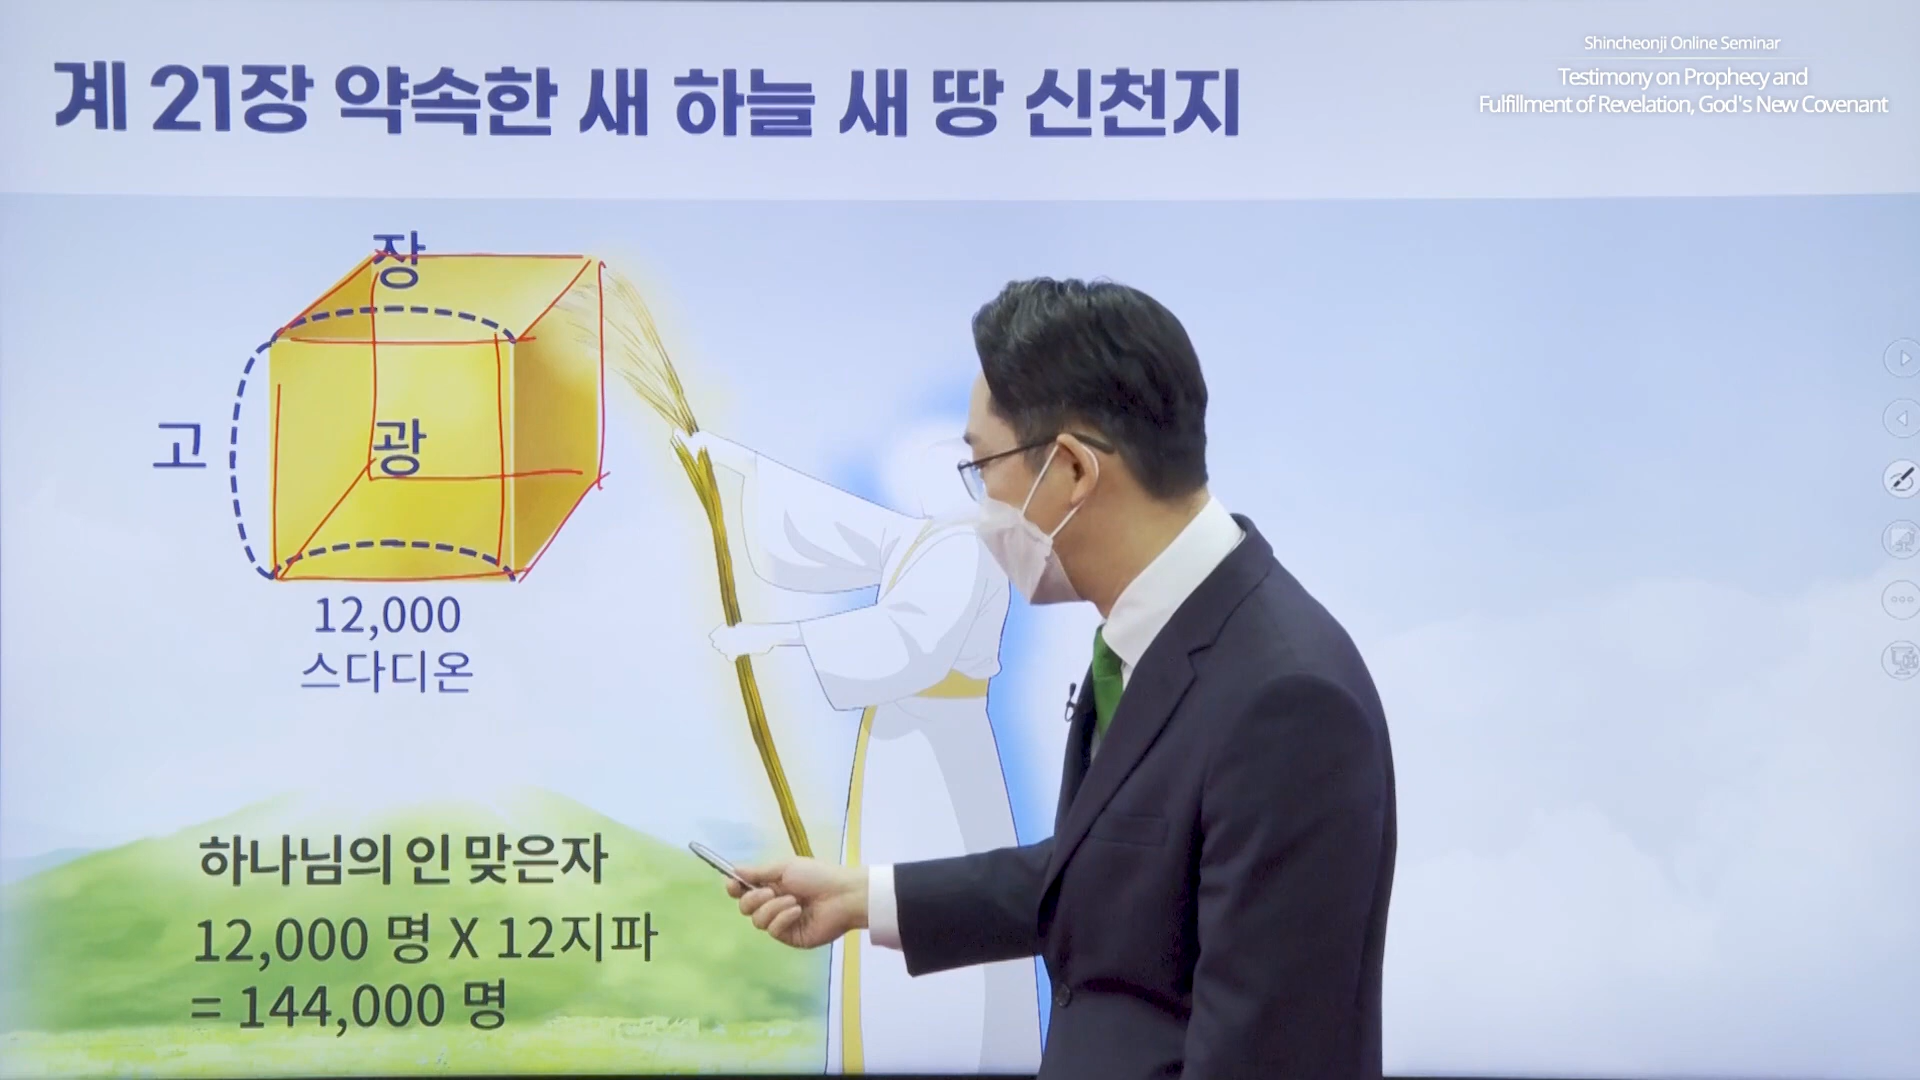 Shincheonji Online Seminar
Testimony on Prophecy and
Fulfillment of Revelation, God's New Covenant
계 21장 약속한 새 하늘 새 땅 신천지
장
고
광
12,000
스다디온
하나님의 인 맞은자
12,000 명 X 12지파
= 144,000 명